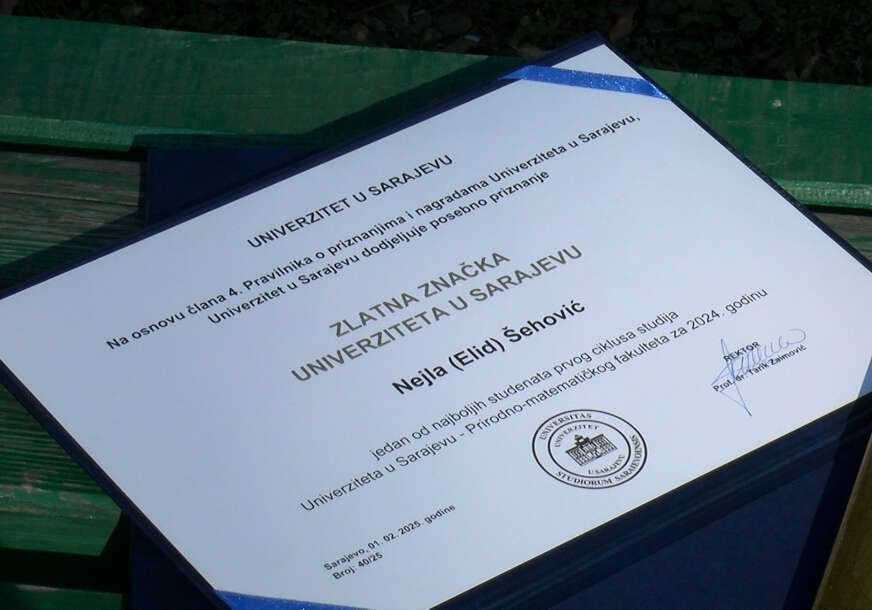 UNIVERZITET U SARAJEVU
Na osnovu člana 4. Pravilnika o priznanjima i nagradama Univerziteta u Sarajevu,
Univerzitet u Sarajevu dodjeljuje posebno priznanje
ZLATNA ZNAČKA
UNIVERZITETA U SARAJEVU
Nejla (Elid) Šehović
jedan od najboljih studenata prvog ciklusa studija
Univerziteta u Sarajevu - Prirodno-matematičkog fakulteta za 2024. godinu
REKTOR
Prof. dr. Tarik Zaimović
UNIVERSITAS
UNIVERZITET
U SARAJEVU
STUDIORUM SARAIEVOENSIS
Sarajevo, 01. 02. 2025. godine
Broj: 40/25